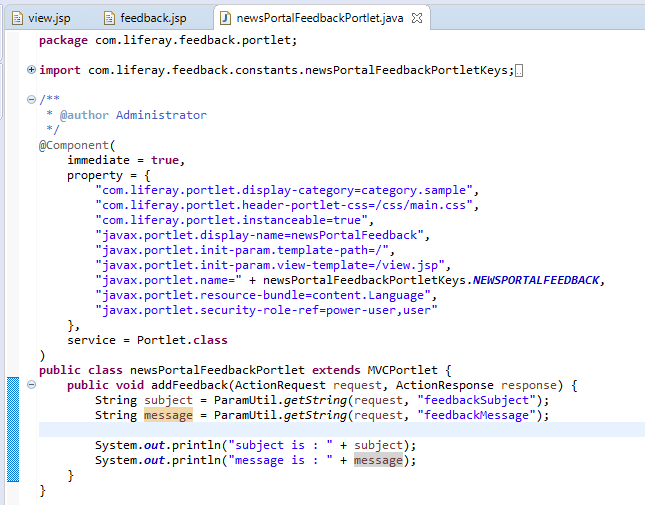 view.jsp feedback.jsp newsPortalFeedbackPortlet.java
package com.liferay.feedback.portlet;
import com.liferay.feedback.constants.newsPortalFeedbackPortletKeys;
/**
 * @author Administrator
 */
@Component(
    immediate = true,
    property = {
        "com.liferay.portlet.display-category=category.sample",
        "com.liferay.portlet.header-portlet-css=/css/main.css",
        "com.liferay.portlet.instanceable=true",
        "javax.portlet.display-name=newsPortalFeedback",
        "javax.portlet.init-param.template-path=/",
        "javax.portlet.init-param.view-template=/view.jsp",
        "javax.portlet.name=" + newsPortalFeedbackPortletKeys.NEWSPORTALFEEDBACK,
        "javax.portlet.resource-bundle=content.Language",
        "javax.portlet.security-role-ref=power-user,user"
    },
    service = Portlet.class
)
public class newsPortalFeedbackPortlet extends MVCPortlet {
    public void addFeedback(ActionRequest request, ActionResponse response) {
        String subject = ParamUtil.getString(request, "feedbackSubject");
        String message = ParamUtil.getString(request, "feedbackMessage");
        System.out.println("subject is : " + subject);
        System.out.println("message is : " + message);
    }
}